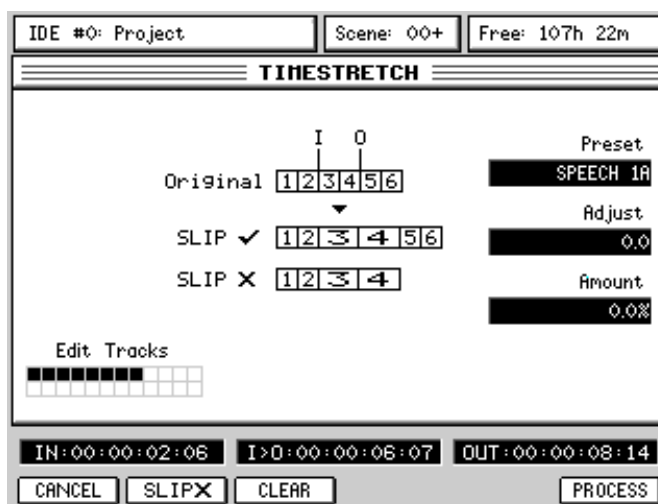 IDE #0: Project
Scene: 00+
Free: 107h 22m
TIMESTRETCH
I O
Original 1 2 3 4 5 6
SLIP ✓ 1 2 3 4 5 6
SLIP X 1 2 3 4
Preset
SPEECH 1A
Adjust
0.0
Amount
0.0%
Edit Tracks
IN:00:00:02:06
I>O:00:00:06:07
OUT:00:00:08:14
CANCEL
SLIPX
CLEAR
PROCESS